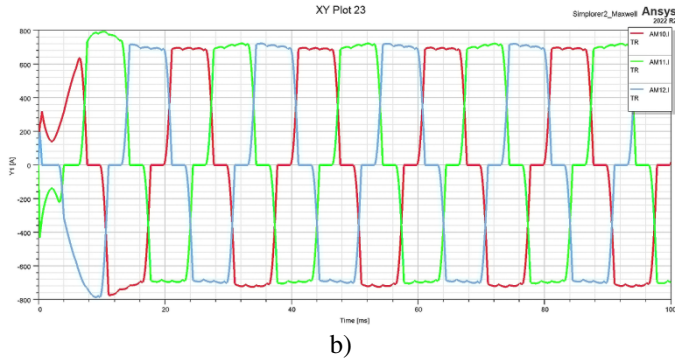 XY Plot 23
Simplorer2_Maxwell Ansys
2022 R2
AM10.I
TR
AM11.I
TR
AM12.I
TR
800
600
400
200
0
-200
-400
-600
-800
Y1 [A]
0 20 40 60 80 100
Time [ms]
b)